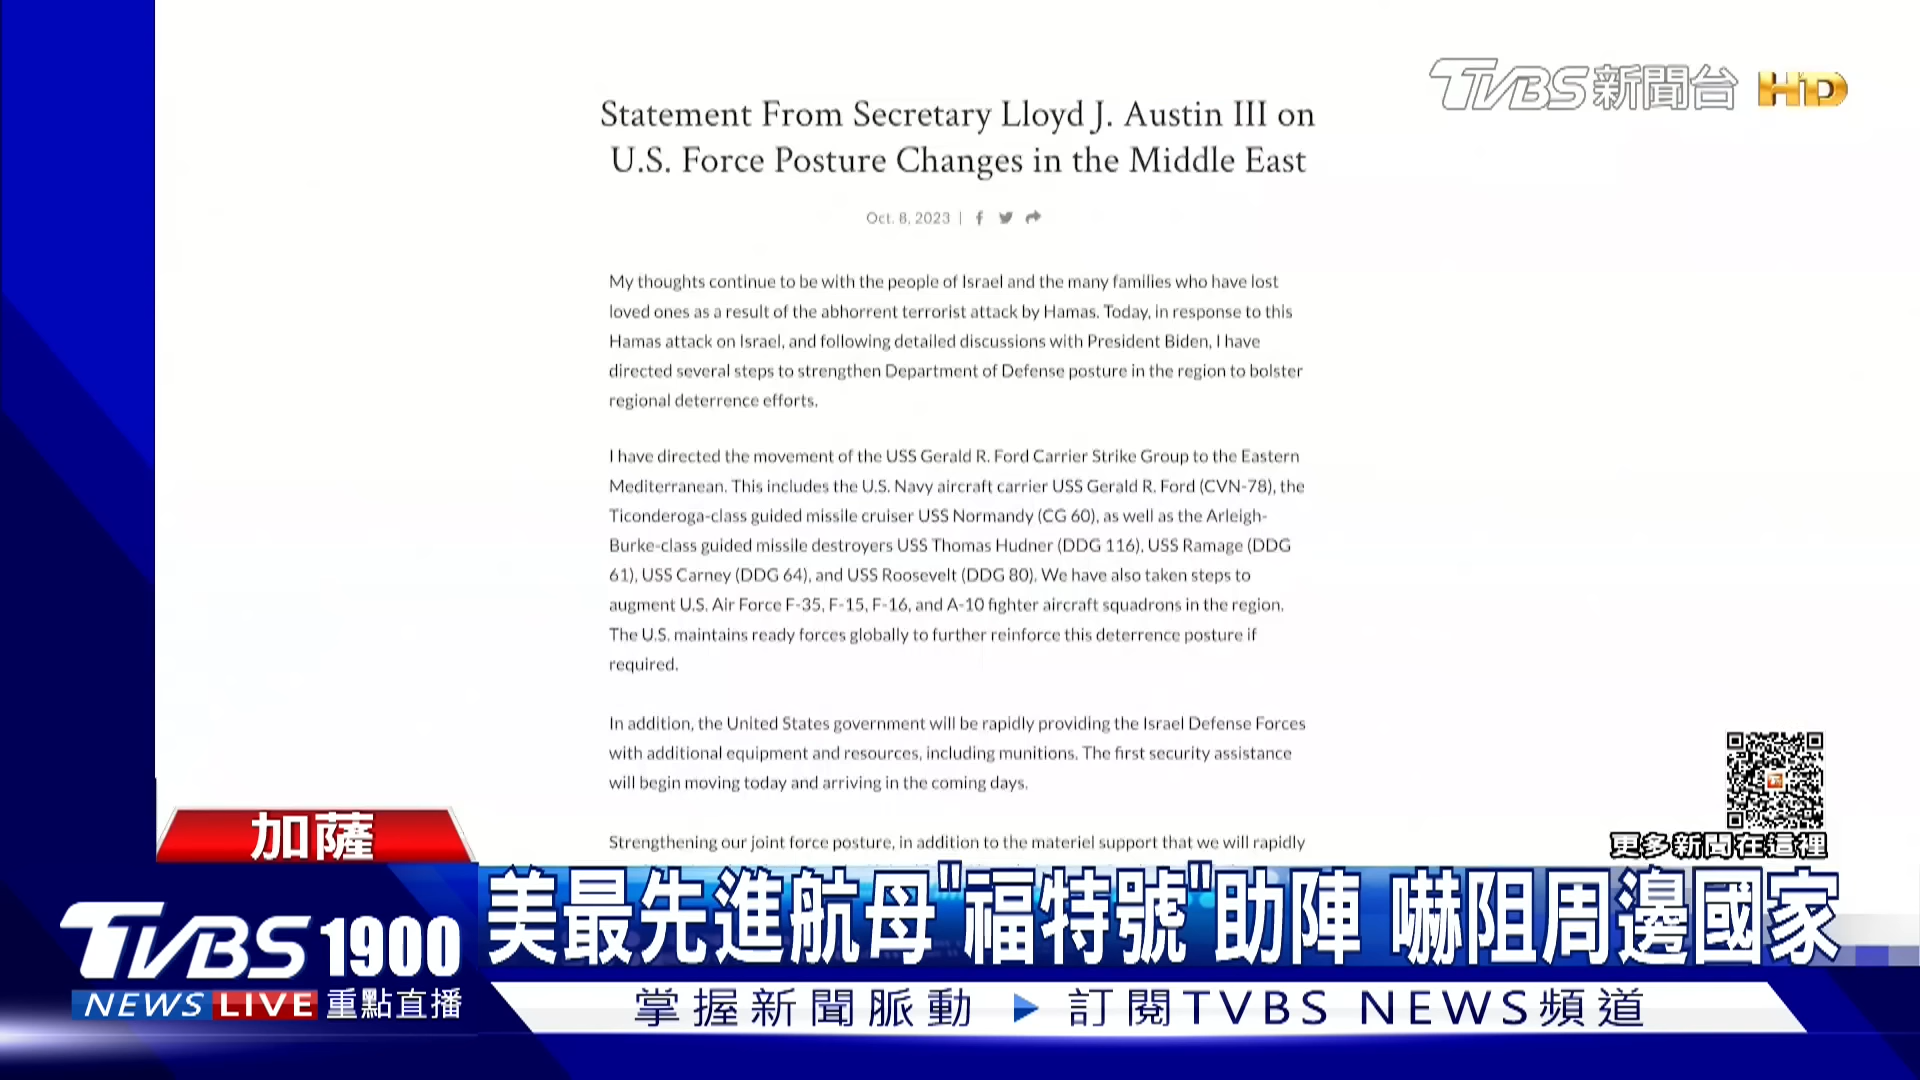 TVBS新聞台 HD
Statement From Secretary Lloyd J. Austin III on
U.S. Force Posture Changes in the Middle East
Oct. 8, 2023 |
My thoughts continue to be with the people of Israel and the many families who have lost
loved ones as a result of the abhorrent terrorist attack by Hamas. Today, in response to this
Hamas attack on Israel, and following detailed discussions with President Biden, I have
directed several steps to strengthen Department of Defense posture in the region to bolster
regional deterrence efforts.
I have directed the movement of the USS Gerald R. Ford Carrier Strike Group to the Eastern
Mediterranean. This includes the U.S. Navy aircraft carrier USS Gerald R. Ford (CVN-78), the
Ticonderoga-class guided missile cruiser USS Normandy (CG 60), as well as the Arleigh-
Burke-class guided missile destroyers USS Thomas Hudner (DDG 116), USS Ramage (DDG
61), USS Carney (DDG 64), and USS Roosevelt (DDG 80). We have also taken steps to
augment U.S. Air Force F-35, F-15, F-16, and A-10 fighter aircraft squadrons in the region.
The U.S. maintains ready forces globally to further reinforce this deterrence posture if
required.
In addition, the United States government will be rapidly providing the Israel Defense Forces
with additional equipment and resources, including munitions. The first security assistance
will begin moving today and arriving in the coming days.
Strengthening our joint force posture, in addition to the materiel support that we will rapidly
更多新聞在這裡
加薩
美最先進航母"福特號"助陣 嚇阻周邊國家
TVBS 1900
NEWS LIVE 重點直播
掌握新聞脈動 ▶ 訂閱TVBS NEWS頻道